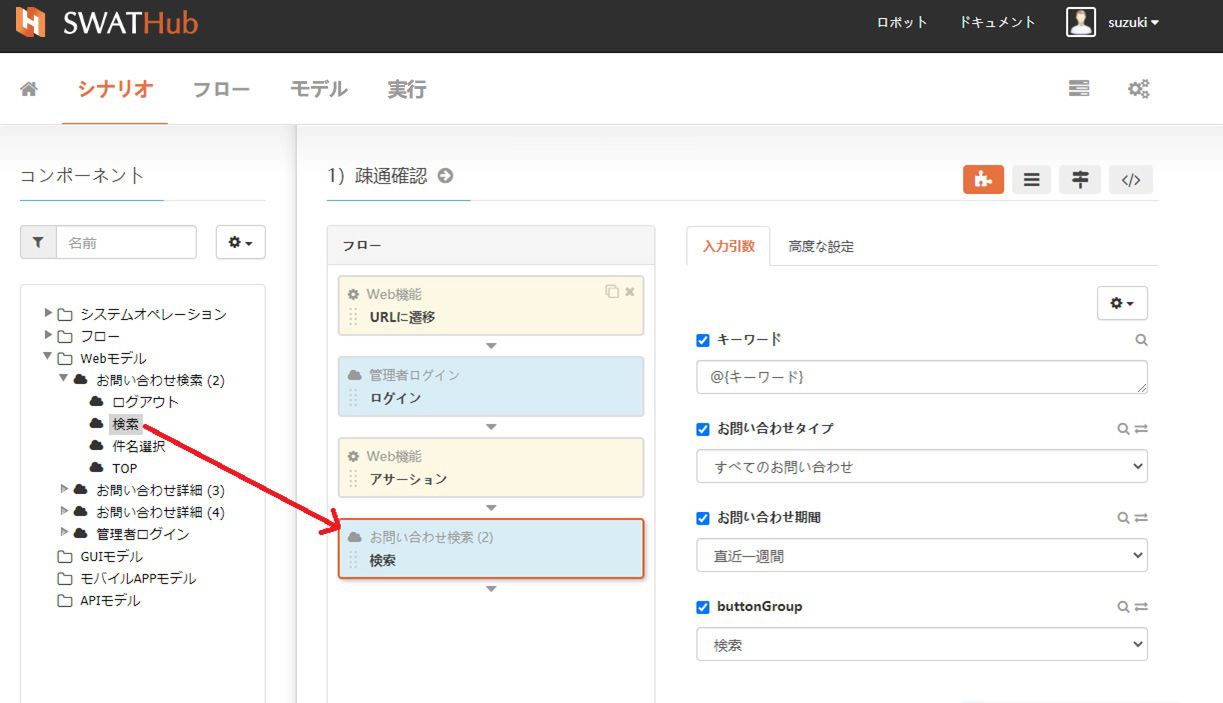 SWATHub
ロボット ドキュメント suzuki
シナリオ フロー モデル 実行
コンポーネント
名前
システムオペレーション
フロー
Webモデル
お問い合わせ検索 (2)
ログアウト
検索
件名選択
TOP
お問い合わせ詳細 (3)
お問い合わせ詳細 (4)
管理者ログイン
GUIモデル
モバイルAPPモデル
APIモデル
1) 疎通確認
フロー
Web機能
URLに遷移
管理者ログイン
ログイン
Web機能
アサーション
お問い合わせ検索 (2)
検索
入力引数 高度な設定
キーワード
@{キーワード}
お問い合わせタイプ
すべてのお問い合わせ
お問い合わせ期間
直近一週間
buttonGroup
検索